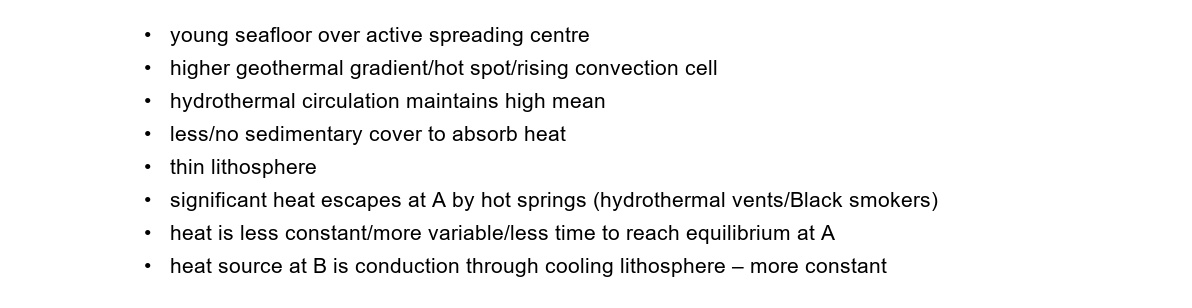 • young seafloor over active spreading centre
• higher geothermal gradient/hot spot/rising convection cell
• hydrothermal circulation maintains high mean
• less/no sedimentary cover to absorb heat
• thin lithosphere
• significant heat escapes at A by hot springs (hydrothermal vents/Black smokers)
• heat is less constant/more variable/less time to reach equilibrium at A
• heat source at B is conduction through cooling lithosphere – more constant